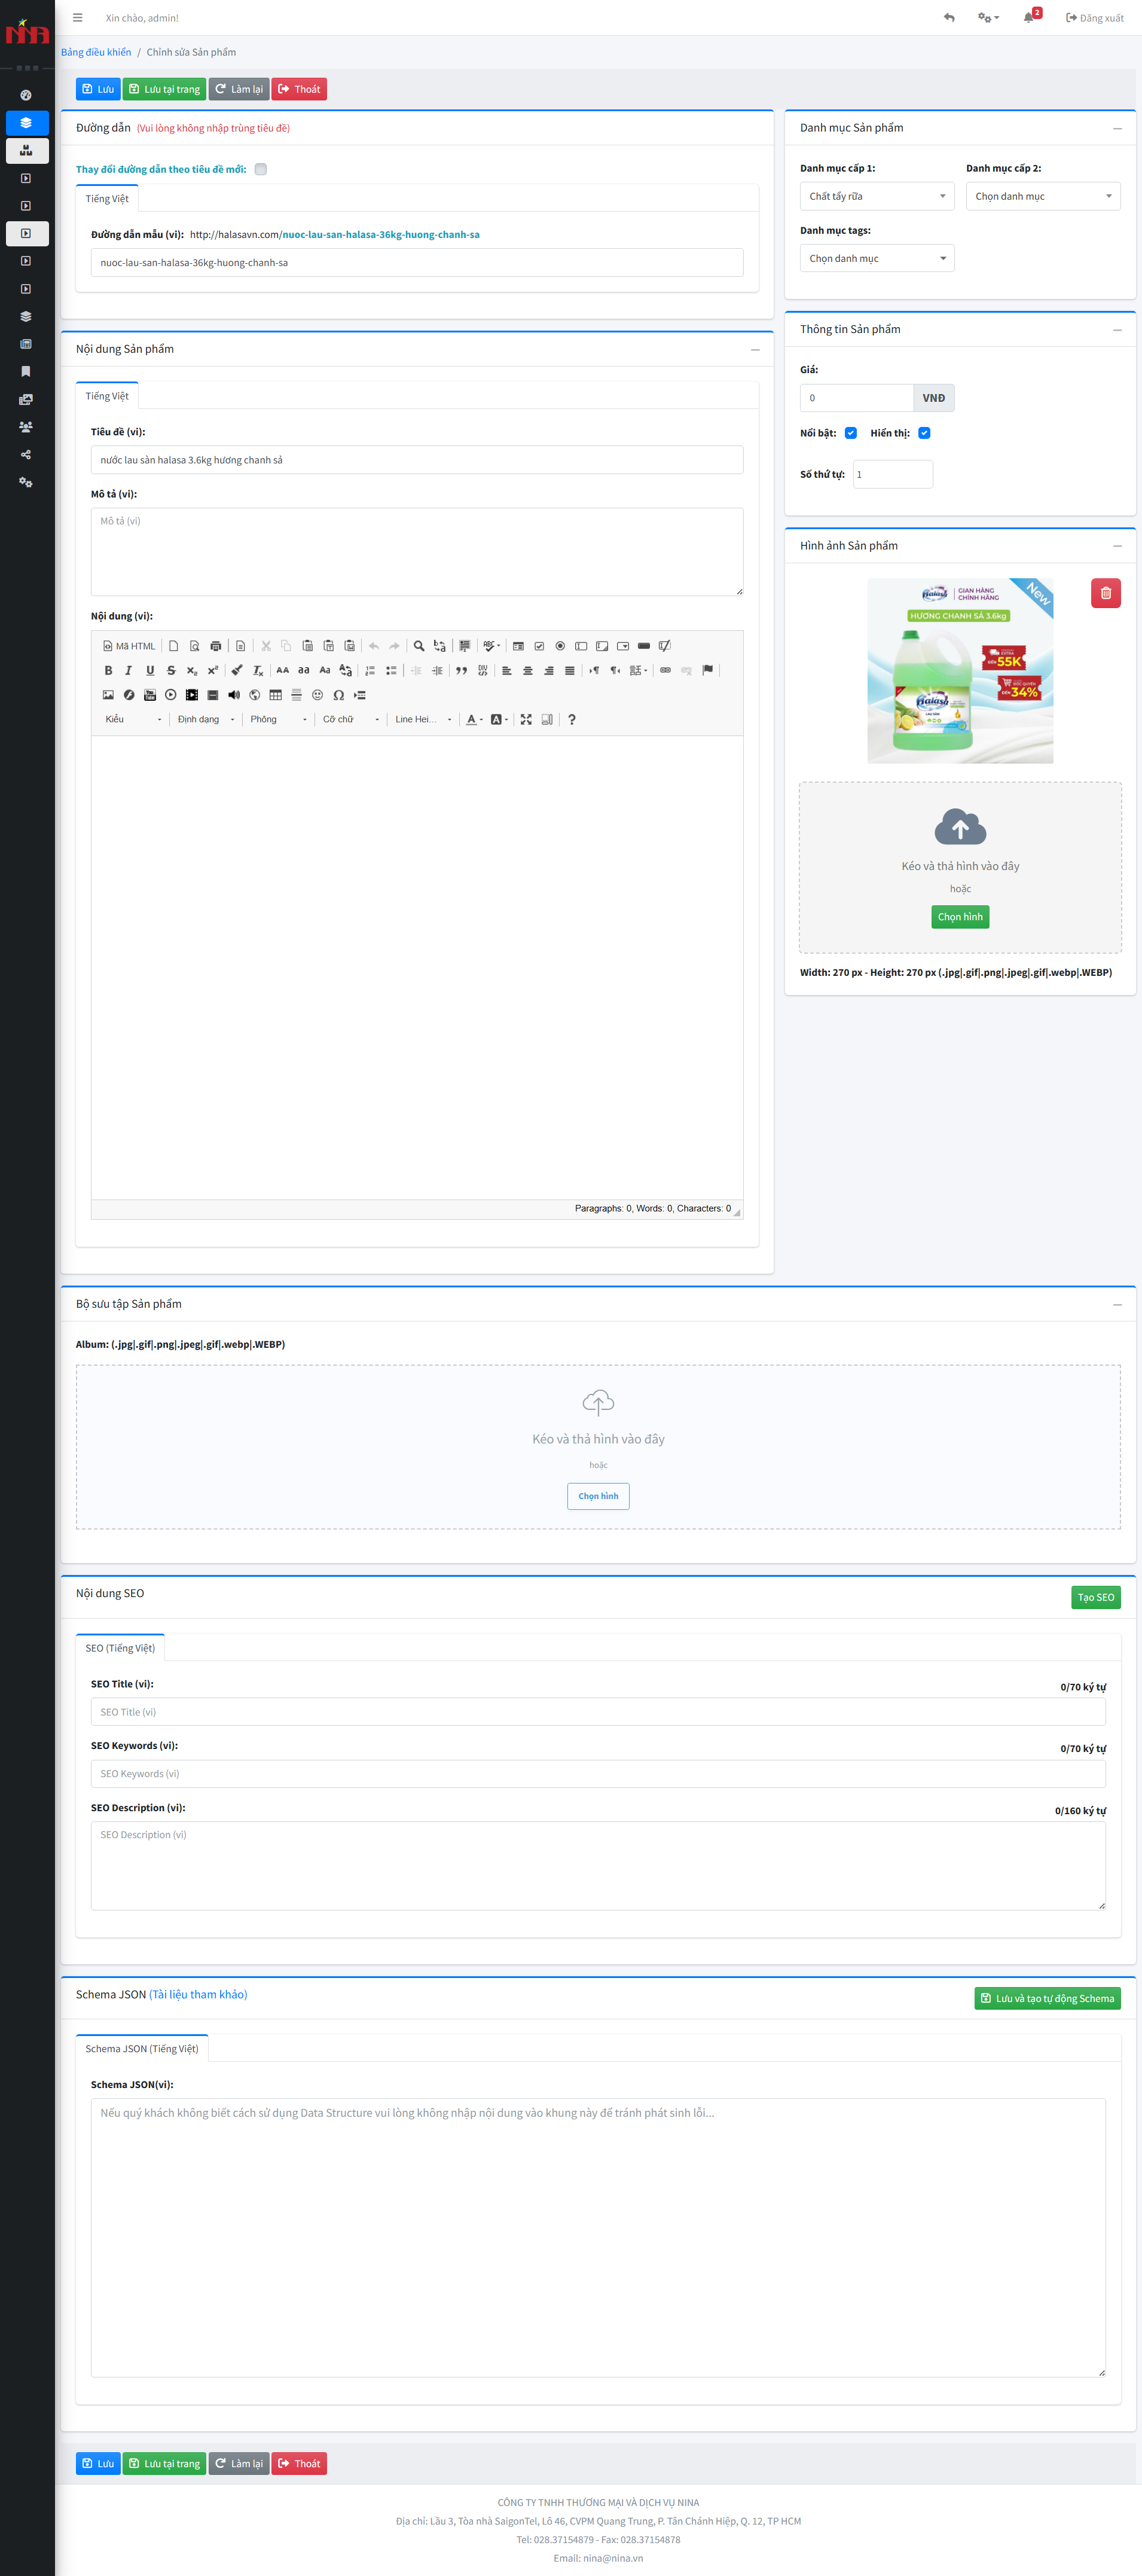 NINA
Xin chào, admin!
2
Đăng xuất
Bảng điều khiển / Chỉnh sửa Sản phẩm
Lưu
Lưu tại trang
Làm lại
Thoát
Đường dẫn (Vui lòng không nhập trùng tiêu đề)
Thay đổi đường dẫn theo tiêu đề mới:
Tiếng Việt
Đường dẫn mẫu (vi): http://halasavn.com/nuoc-lau-san-halasa-36kg-huong-chanh-sa
nuoc-lau-san-halasa-36kg-huong-chanh-sa
Danh mục Sản phẩm
Danh mục cấp 1:
Danh mục cấp 2:
Chất tẩy rữa
Chọn danh mục
Danh mục tags:
Chọn danh mục
Nội dung Sản phẩm
Tiếng Việt
Tiêu đề (vi):
nước lau sàn halasa 3.6kg hương chanh sả
Mô tả (vi):
Mô tả (vi)
Nội dung (vi):
Mã HTML
Kiểu
Định dạng
Phông
Cỡ chữ
Line Hei...
Paragraphs: 0, Words: 0, Characters: 0
Thông tin Sản phẩm
Giá:
0
VNĐ
Nổi bật:
Hiển thị:
Số thứ tự:
1
Hình ảnh Sản phẩm
Halasa
GIAN HÀNG
CHÍNH HÃNG
New
HƯƠNG CHANH SẢ 3.6kg
EXTRA
ĐẾN 55K
ĐỘC QUYỀN
ĐẾN 34%
Halasa
LAU SÀN
Kéo và thả hình vào đây
hoặc
Chọn hình
Width: 270 px - Height: 270 px (.jpg|.gif|.png|.jpeg|.gif|.webp|.WEBP)
Bộ sưu tập Sản phẩm
Album: (.jpg|.gif|.png|.jpeg|.gif|.webp|.WEBP)
Kéo và thả hình vào đây
hoặc
Chọn hình
Nội dung SEO
Tạo SEO
SEO (Tiếng Việt)
SEO Title (vi):
0/70 ký tự
SEO Title (vi)
SEO Keywords (vi):
0/70 ký tự
SEO Keywords (vi)
SEO Description (vi):
0/160 ký tự
SEO Description (vi)
Schema JSON (Tài liệu tham khảo)
Lưu và tạo tự động Schema
Schema JSON (Tiếng Việt)
Schema JSON(vi):
Nếu quý khách không biết cách sử dụng Data Structure vui lòng không nhập nội dung vào khung này để tránh phát sinh lỗi...
Lưu
Lưu tại trang
Làm lại
Thoát
CÔNG TY TNHH THƯƠNG MẠI VÀ DỊCH VỤ NINA
Địa chỉ: Lầu 3, Tòa nhà SaigonTel, Lô 46, CVPM Quang Trung, P. Tân Chánh Hiệp, Q. 12, TP HCM
Tel: 028.37154879 - Fax: 028.37154878
Email: nina@nina.vn